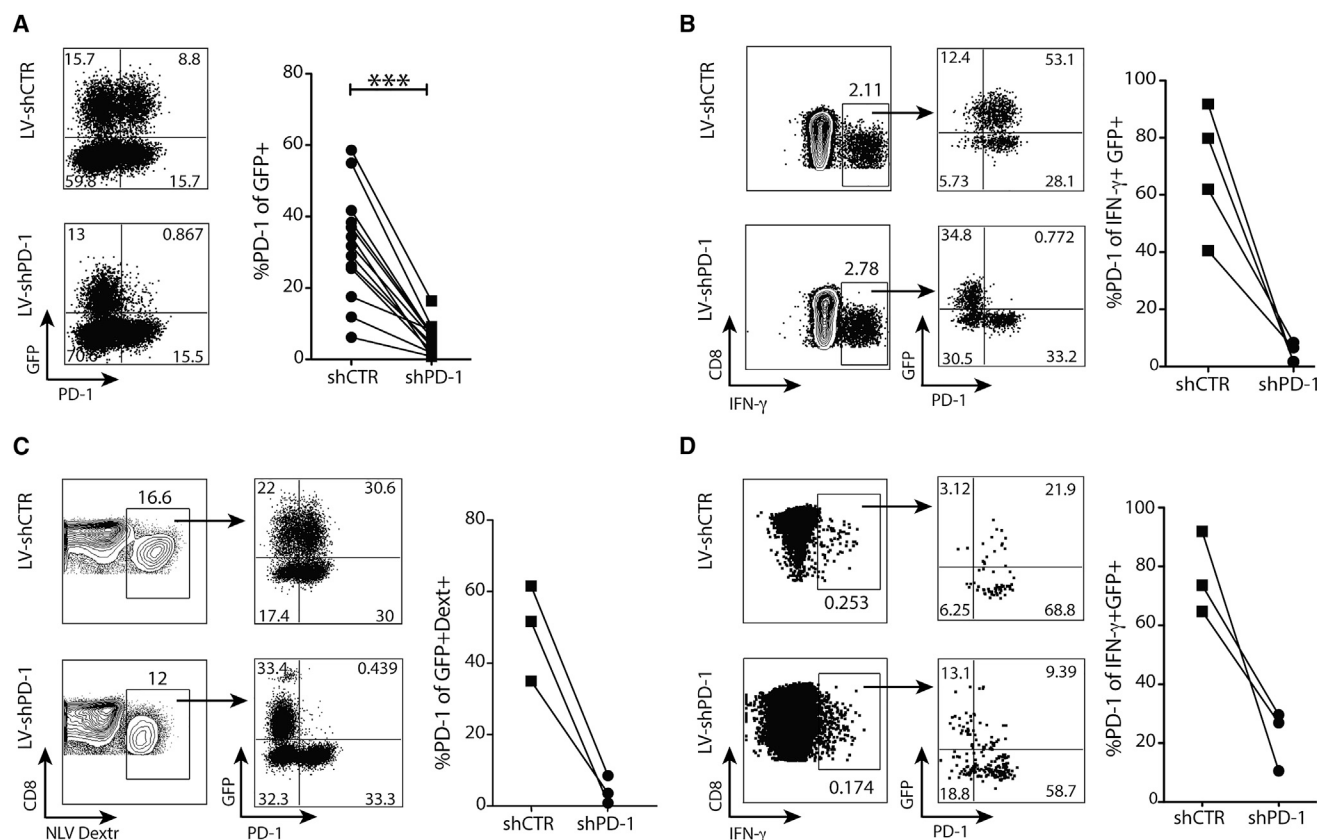 A
LV-shCTR
15.7 8.8
59.8 15.7
LV-shPD-1
13 0.867
15.5
GFP
PD-1
%PD-1 of GFP+
80
60
40
20
0
***
shCTR shPD-1
B
LV-shCTR
2.11
12.4 53.1
5.73 28.1
LV-shPD-1
2.78
34.8 0.772
30.5 33.2
CD8
IFN-γ
GFP
PD-1
%PD-1 of IFN-γ+ GFP+
100
80
60
40
20
0
shCTR shPD-1
C
LV-shCTR
16.6
22 30.6
17.4 30
LV-shPD-1
12
33.4 0.439
32.3 33.3
CD8
NLV Dextr
GFP
PD-1
%PD-1 of GFP+Dext+
80
60
40
20
0
shCTR shPD-1
D
LV-shCTR
0.253
3.12 21.9
6.25 68.8
LV-shPD-1
0.174
13.1 9.39
18.8 58.7
CD8
IFN-γ
GFP
PD-1
%PD-1 of IFN-γ+GFP+
100
80
60
40
20
0
shCTR shPD-1